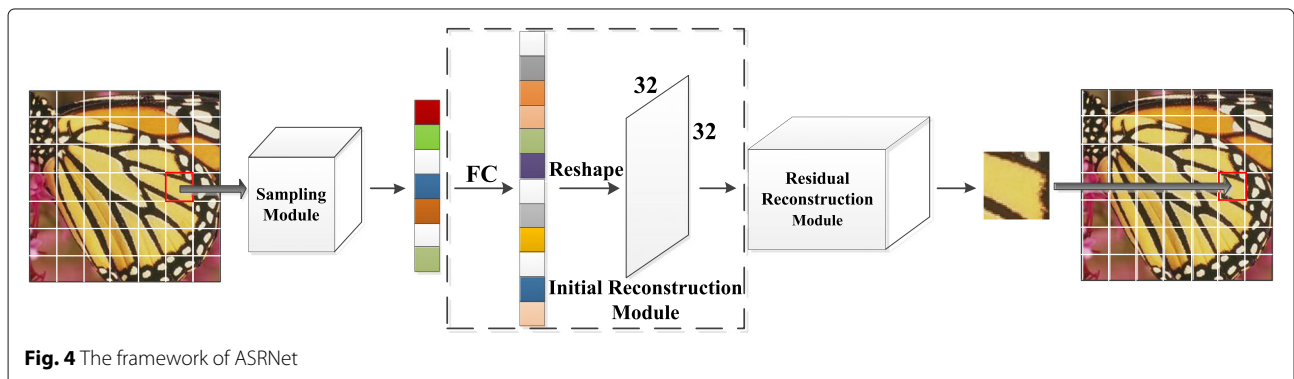 Sampling
Module
FC
Reshape
32
32
Initial Reconstruction
Module
Residual
Reconstruction
Module
Fig. 4 The framework of ASRNet